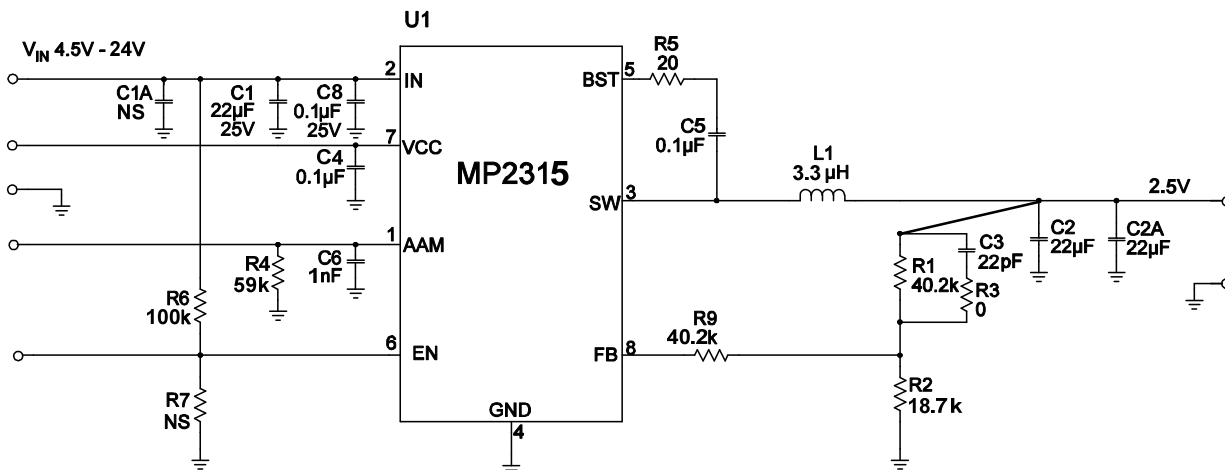 U1
V_IN 4.5V - 24V
2
IN
C1A
NS
C1
22µF
25V
C8
0.1µF
25V
7
VCC
C4
0.1µF
MP2315
1
AAM
R4
59k
C6
1nF
R6
100k
6
EN
R7
NS
GND
4
BST
5
R5
20
C5
0.1µF
SW
3
L1
3.3 µH
2.5V
C2
22µF
C2A
22µF
C3
22pF
R1
40.2k
R3
0
FB
8
R9
40.2k
R2
18.7k